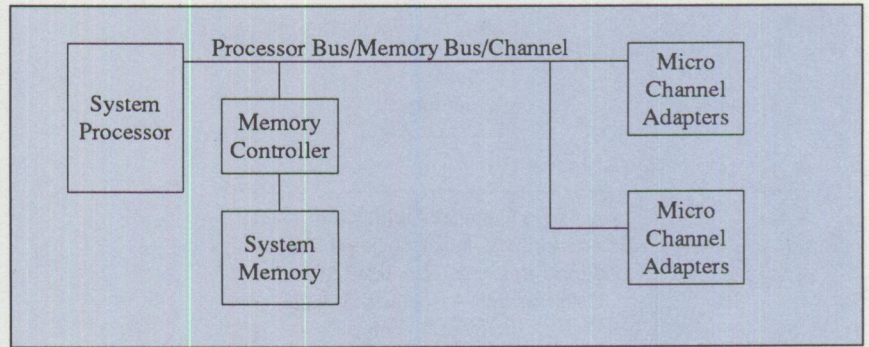 Processor Bus/Memory Bus/Channel
System
Processor
Memory
Controller
System
Memory
Micro
Channel
Adapters
Micro
Channel
Adapters